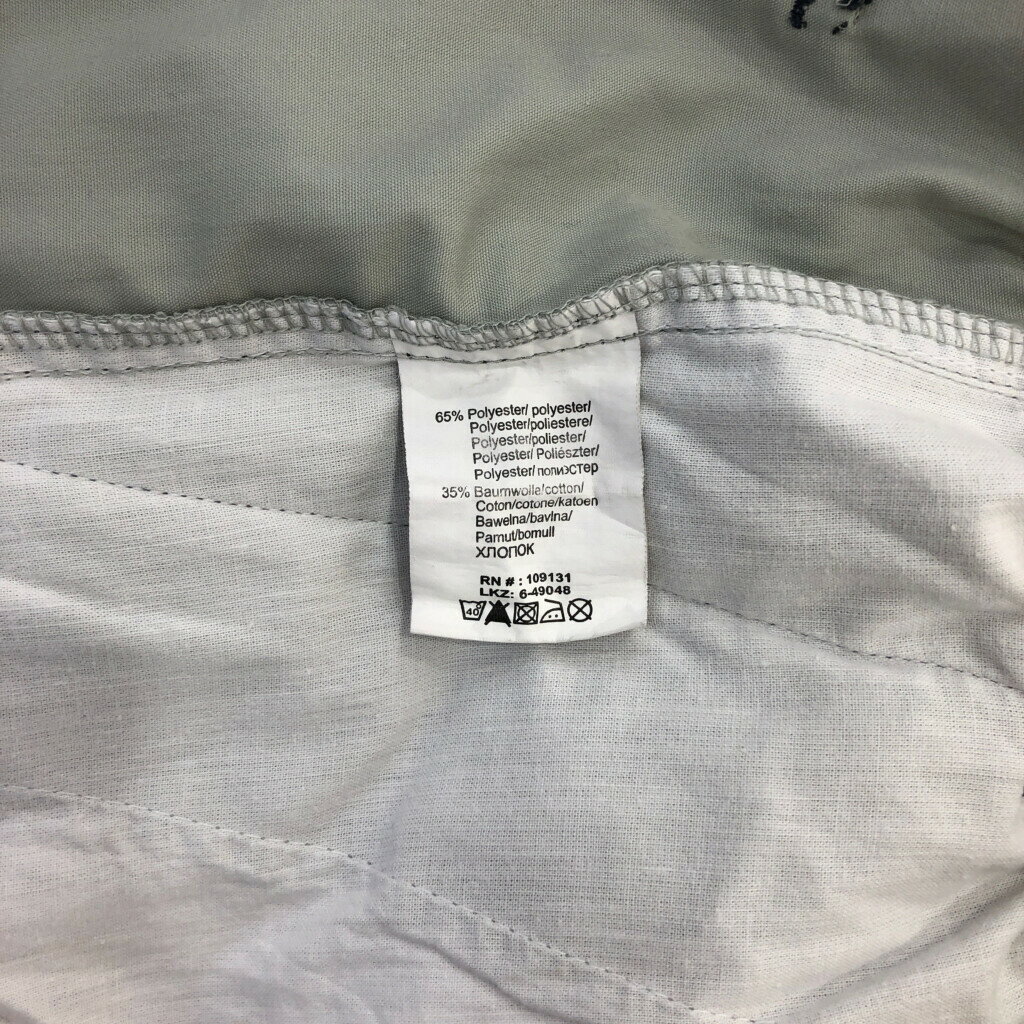 65% Polyester/ polyester/
Polyester/poliestere/
Polyester/poliester/
Polyester/ Poliészter/
Polyester/ полиэстер
35% Baumwolle/cotton/
Coton/cotone/katoen
Bawelna/bavlna/
Pamut/bomull
ХЛОПОК
RN # : 109131
LKZ: 6-49048
40